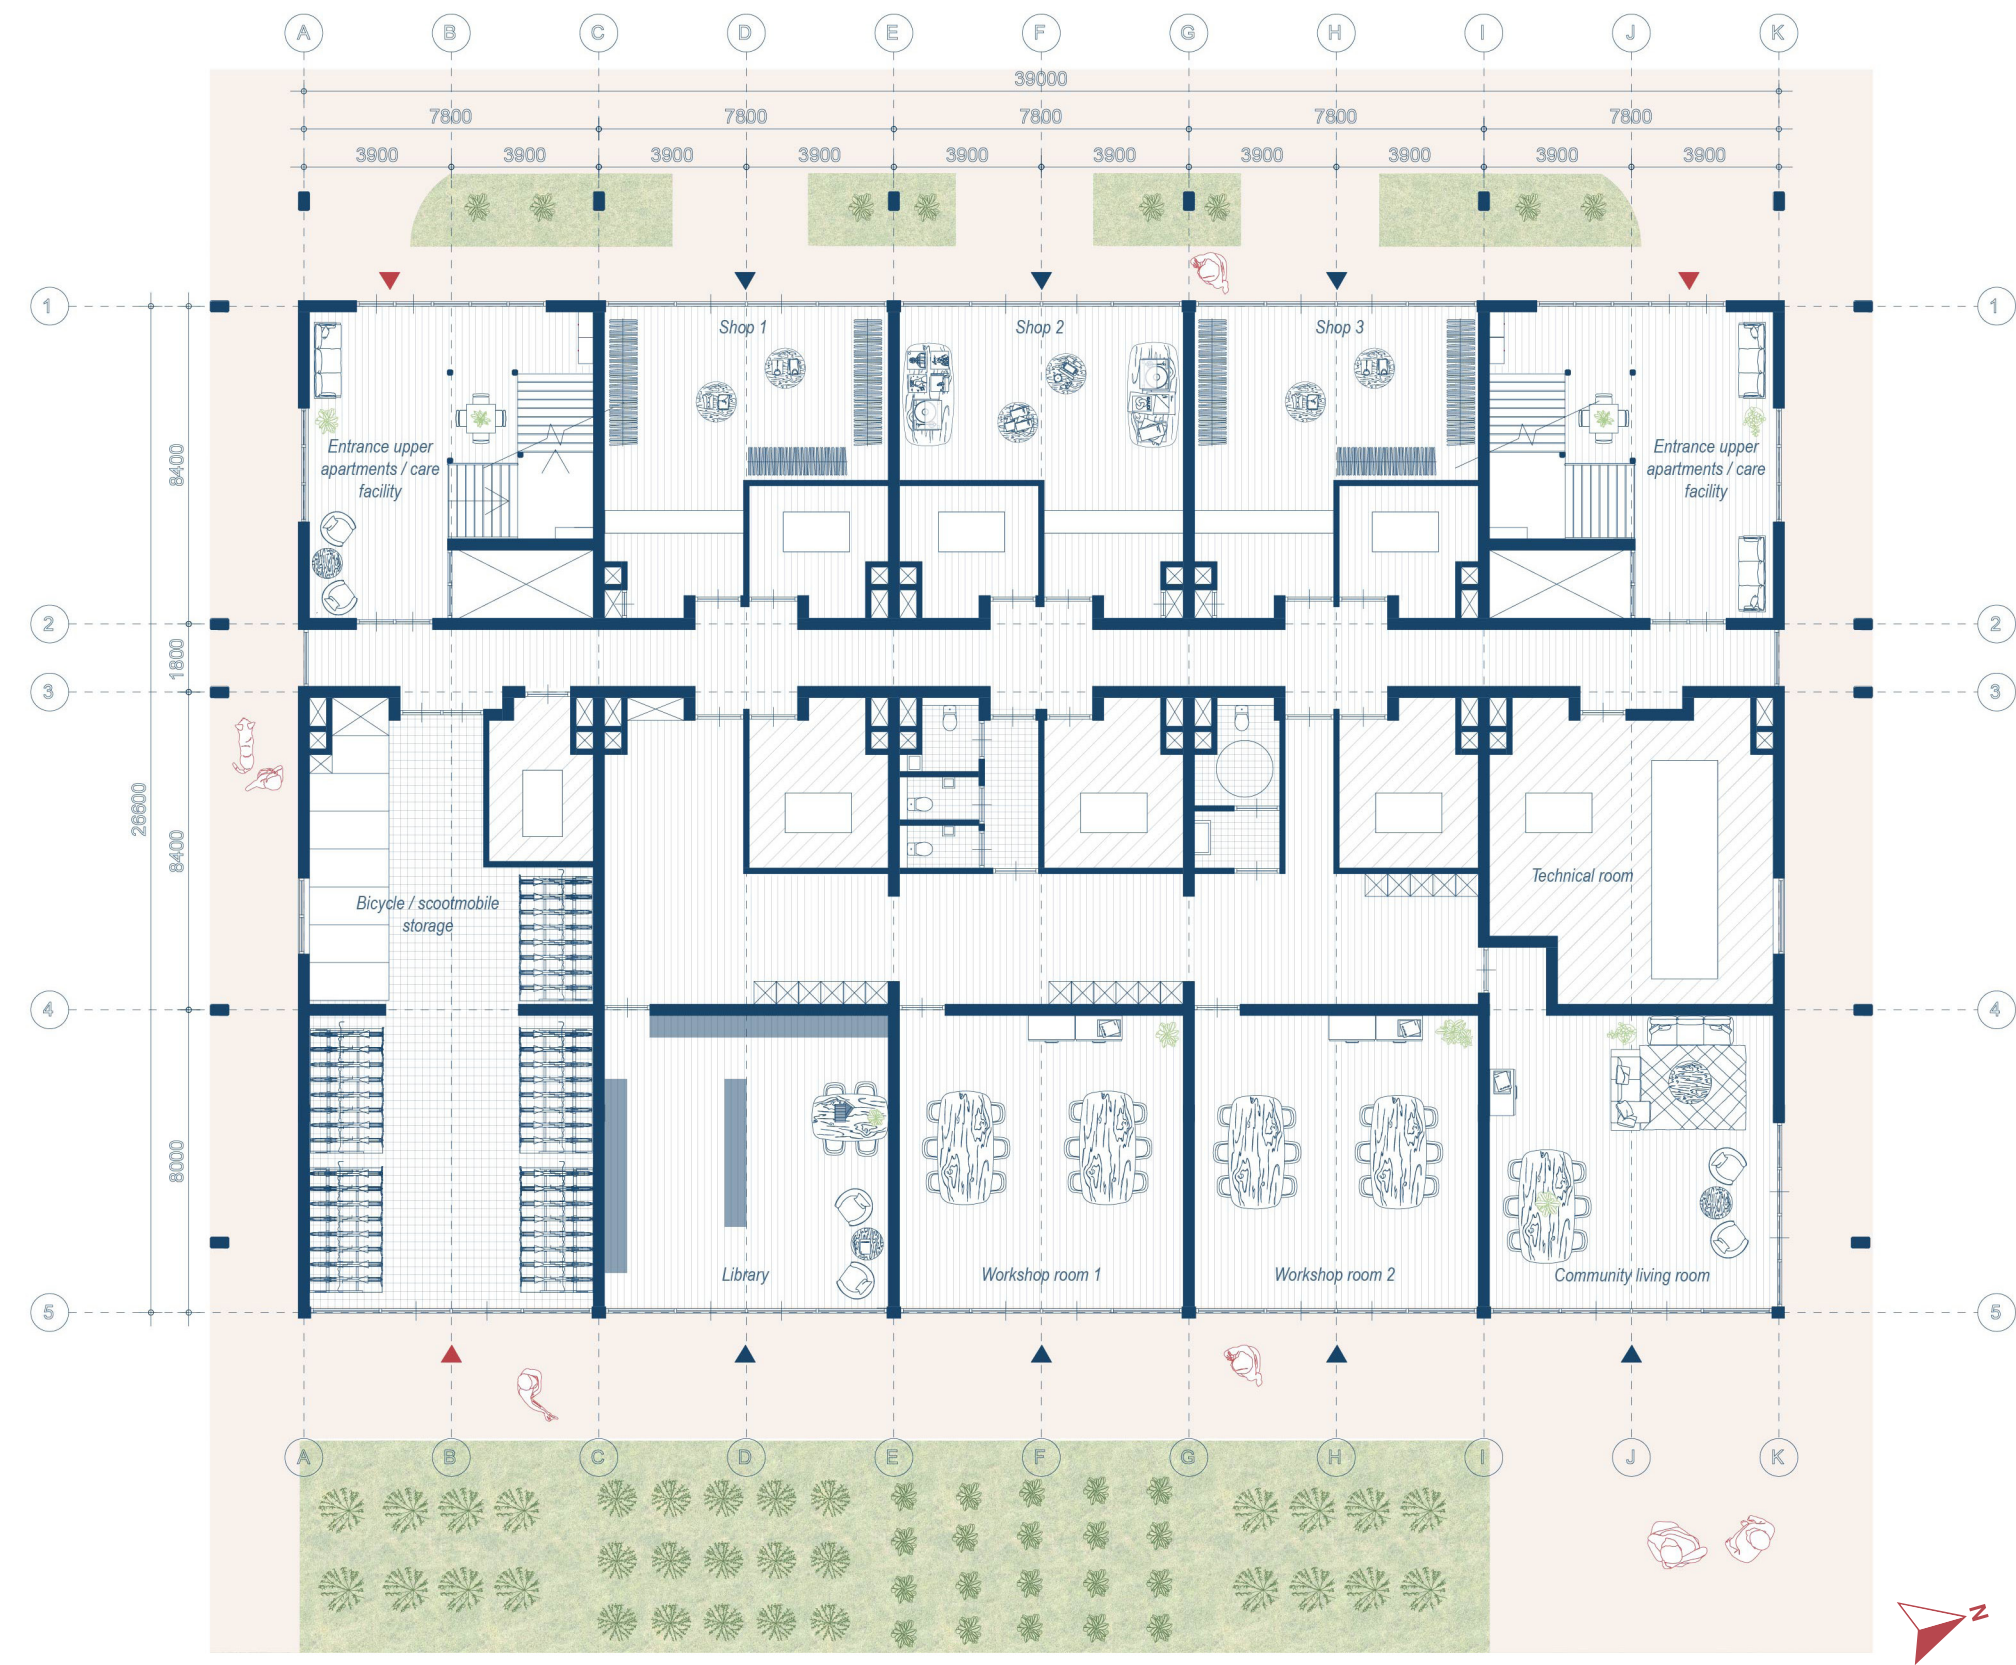 A B C D E F G H I J K
39000
7800 7800 7800 7800 7800
3900 3900 3900 3900 3900 3900 3900 3900 3900 3900
1 1
Shop 1 Shop 2 Shop 3
Entrance upper
apartments / care
facility
Entrance upper
apartments / care
facility
8400
2 2
1800
3 3
26600
8400
Technical room
Bicycle / scootmobile
storage
4 4
8000
Library Workshop room 1 Workshop room 2 Community living room
5 5
A B C D E F G H I J K
N